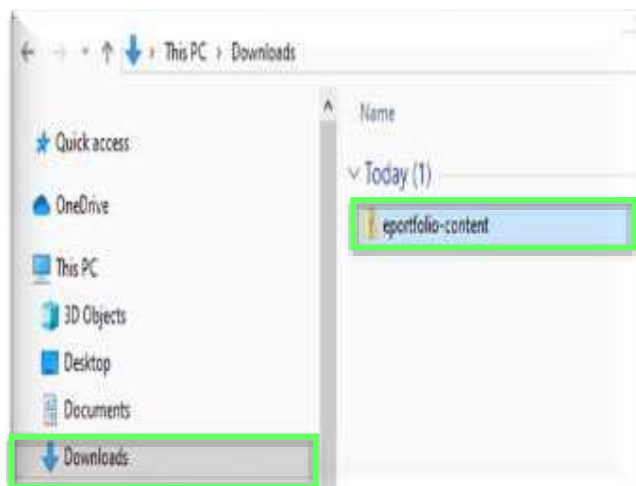 This PC > Downloads
Name
Quick access
Today (1)
OneDrive
eportfolio-content
This PC
3D Objects
Desktop
Documents
Downloads